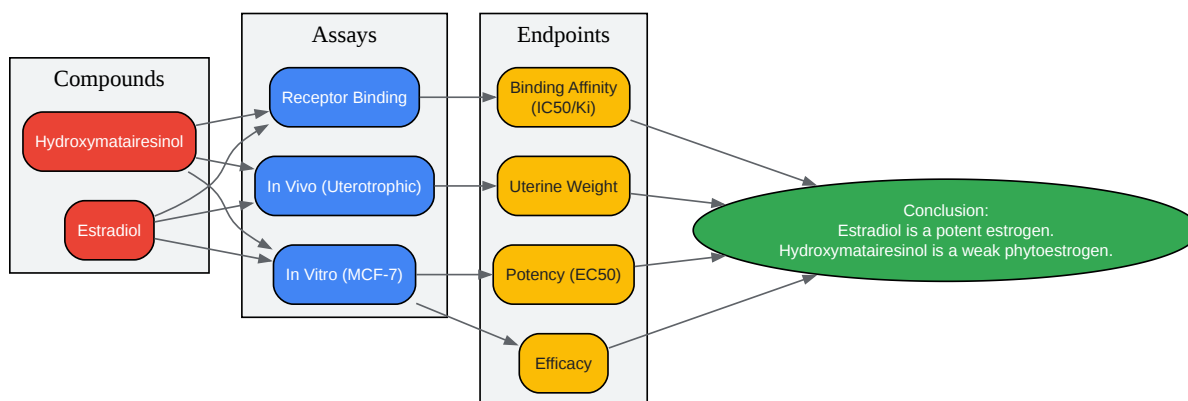 Compounds
Hydroxymatairesinol
Estradiol
Assays
Receptor Binding
In Vivo (Uterotrophic)
In Vitro (MCF-7)
Endpoints
Binding Affinity
(IC50/Ki)
Uterine Weight
Potency (EC50)
Efficacy
Conclusion:
Estradiol is a potent estrogen.
Hydroxymatairesinol is a weak phytoestrogen.